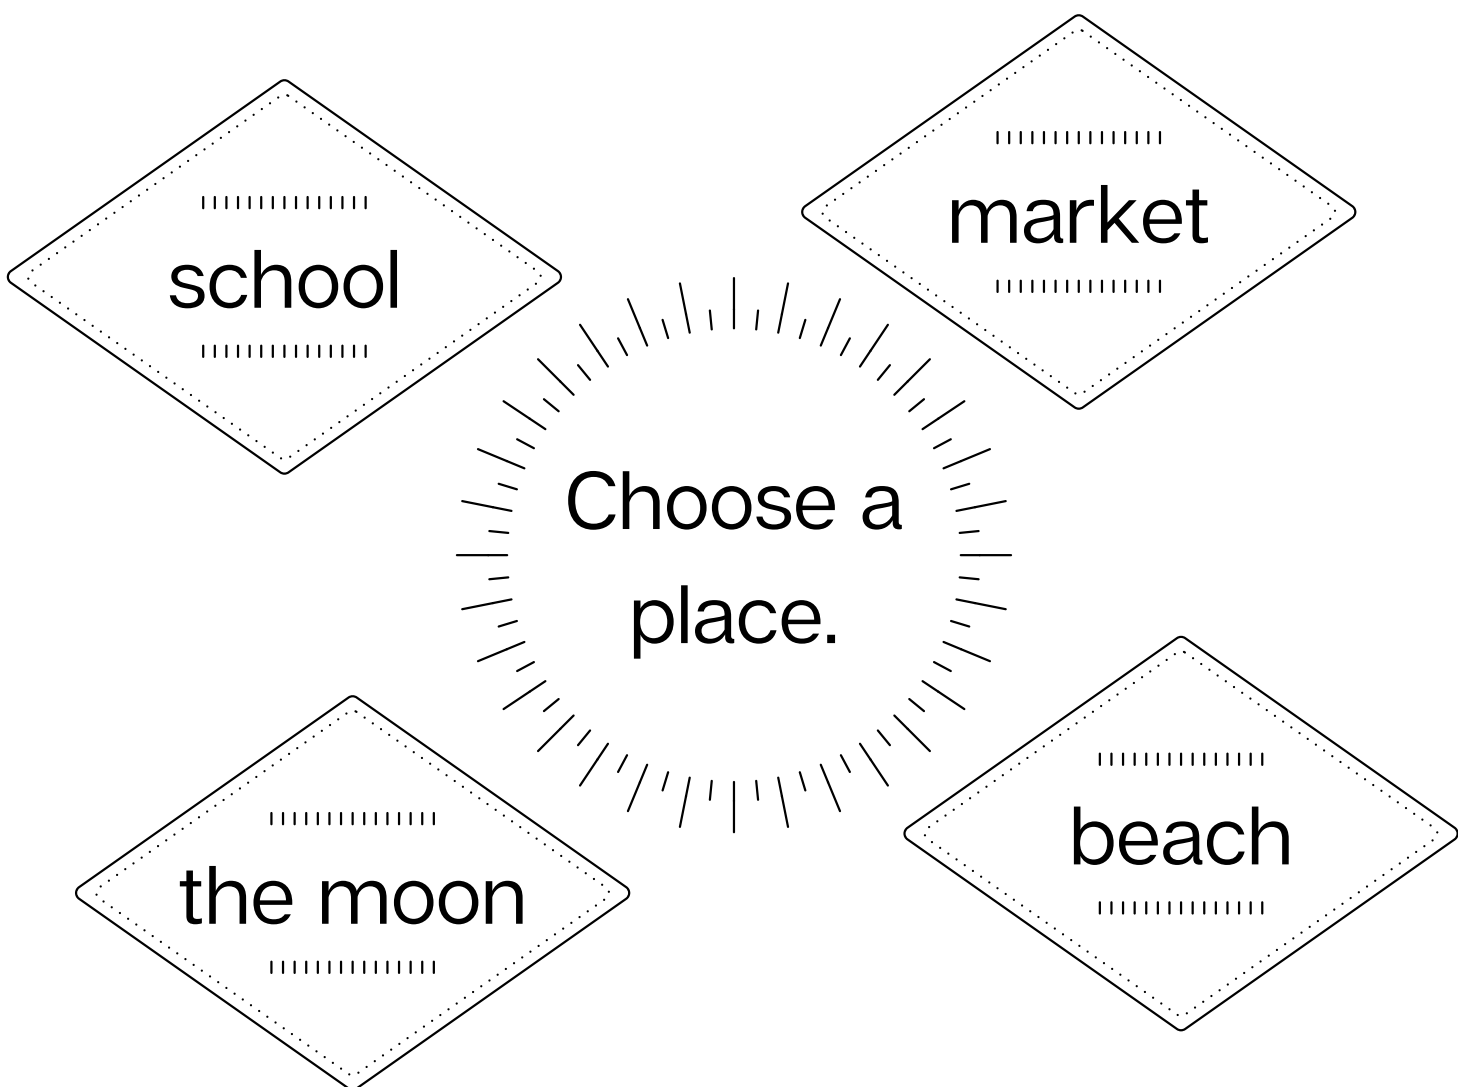 school
market
Choose a
place.
the moon
beach